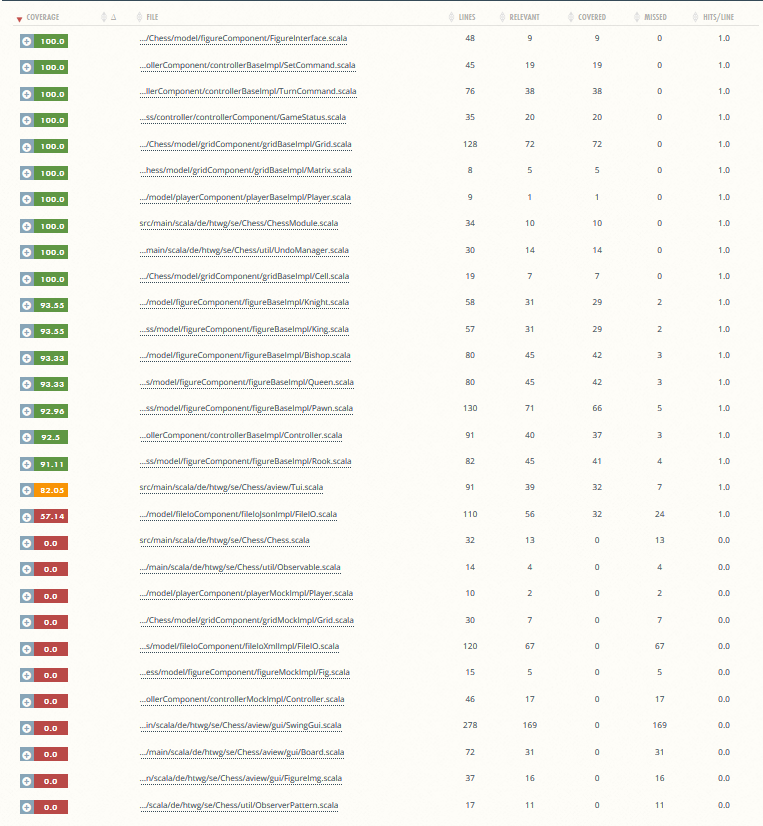 COVERAGE Δ FILE LINES RELEVANT COVERED MISSED HITS/LINE
100.0 .../Chess/model/figureComponent/FigureInterface.scala 48 9 9 0 1.0
100.0 ...ollerComponent/controllerBaseImpl/SetCommand.scala 45 19 19 0 1.0
100.0 ...llerComponent/controllerBaseImpl/TurnCommand.scala 76 38 38 0 1.0
100.0 ...ss/controller/controllerComponent/GameStatus.scala 35 20 20 0 1.0
100.0 .../Chess/model/gridComponent/gridBaseImpl/Grid.scala 128 72 72 0 1.0
100.0 ...hess/model/gridComponent/gridBaseImpl/Matrix.scala 8 5 5 0 1.0
100.0 .../model/playerComponent/playerBaseImpl/Player.scala 9 1 1 0 1.0
100.0 src/main/scala/de/htwg/se/Chess/ChessModule.scala 34 10 10 0 1.0
100.0 ...main/scala/de/htwg/se/Chess/util/UndoManager.scala 30 14 14 0 1.0
100.0 .../Chess/model/gridComponent/gridBaseImpl/Cell.scala 19 7 7 0 1.0
93.55 .../model/figureComponent/figureBaseImpl/Knight.scala 58 31 29 2 1.0
93.55 ...ss/model/figureComponent/figureBaseImpl/King.scala 57 31 29 2 1.0
93.33 .../model/figureComponent/figureBaseImpl/Bishop.scala 80 45 42 3 1.0
93.33 ...s/model/figureComponent/figureBaseImpl/Queen.scala 80 45 42 3 1.0
92.96 ...ss/model/figureComponent/figureBaseImpl/Pawn.scala 130 71 66 5 1.0
92.5 ...ollerComponent/controllerBaseImpl/Controller.scala 91 40 37 3 1.0
91.11 ...ss/model/figureComponent/figureBaseImpl/Rook.scala 82 45 41 4 1.0
82.05 src/main/scala/de/htwg/se/Chess/aview/Tui.scala 91 39 32 7 1.0
57.14 .../model/fileIoComponent/fileIoJsonImpl/FileIO.scala 110 56 32 24 1.0
0.0 src/main/scala/de/htwg/se/Chess/Chess.scala 32 13 0 13 0.0
0.0 .../main/scala/de/htwg/se/Chess/util/Observable.scala 14 4 0 4 0.0
0.0 .../model/playerComponent/playerMockImpl/Player.scala 10 2 0 2 0.0
0.0 .../Chess/model/gridComponent/gridMockImpl/Grid.scala 30 7 0 7 0.0
0.0 ...s/model/fileIoComponent/fileIoXmlImpl/FileIO.scala 120 67 0 67 0.0
0.0 ...ess/model/figureComponent/figureMockImpl/Fig.scala 15 5 0 5 0.0
0.0 ...ollerComponent/controllerMockImpl/Controller.scala 46 17 0 17 0.0
0.0 ...in/scala/de/htwg/se/Chess/aview/gui/SwingGui.scala 278 169 0 169 0.0
0.0 .../main/scala/de/htwg/se/Chess/aview/gui/Board.scala 72 31 0 31 0.0
0.0 ...n/scala/de/htwg/se/Chess/aview/gui/FigureImg.scala 37 16 0 16 0.0
0.0 .../scala/de/htwg/se/Chess/util/ObserverPattern.scala 17 11 0 11 0.0